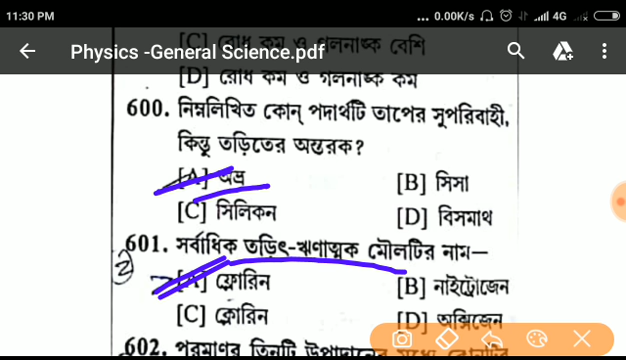 11:30 PM ... 0.00K/s 4G
Physics -General Science.pdf
[C] রোধ কম ও গলনাঙ্ক বেশি
[D] রোধ কম ও গলনাঙ্ক কম
600. নিম্নলিখিত কোন্ পদার্থটি তাপের সুপরিবাহী,
কিন্তু তড়িতের অন্তরক?
[A] অভ্র [B] সিসা
[C] সিলিকন [D] বিসমাথ
601. সর্বাধিক তড়িৎ-ঋণাত্মক মৌলটির নাম—
[A] ফ্লোরিন [B] নাইট্রোজেন
[C] ক্লোরিন [D] অক্সিজেন
602. পরমাণুর তিনটি উপাদানের মধ্যে